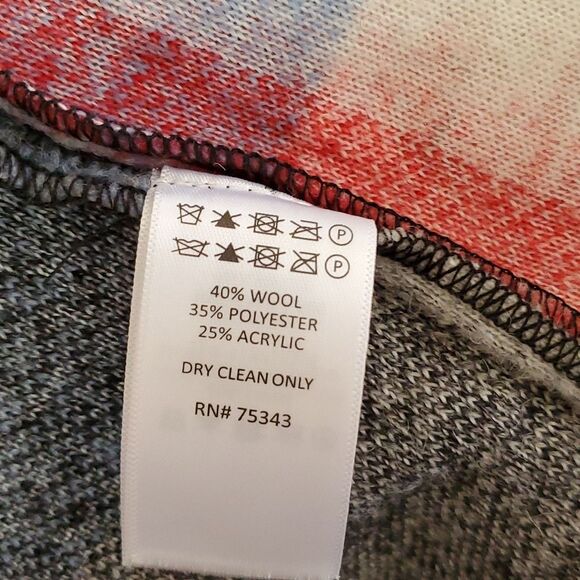 P
P
40% WOOL
35% POLYESTER
25% ACRYLIC
DRY CLEAN ONLY
RN# 75343